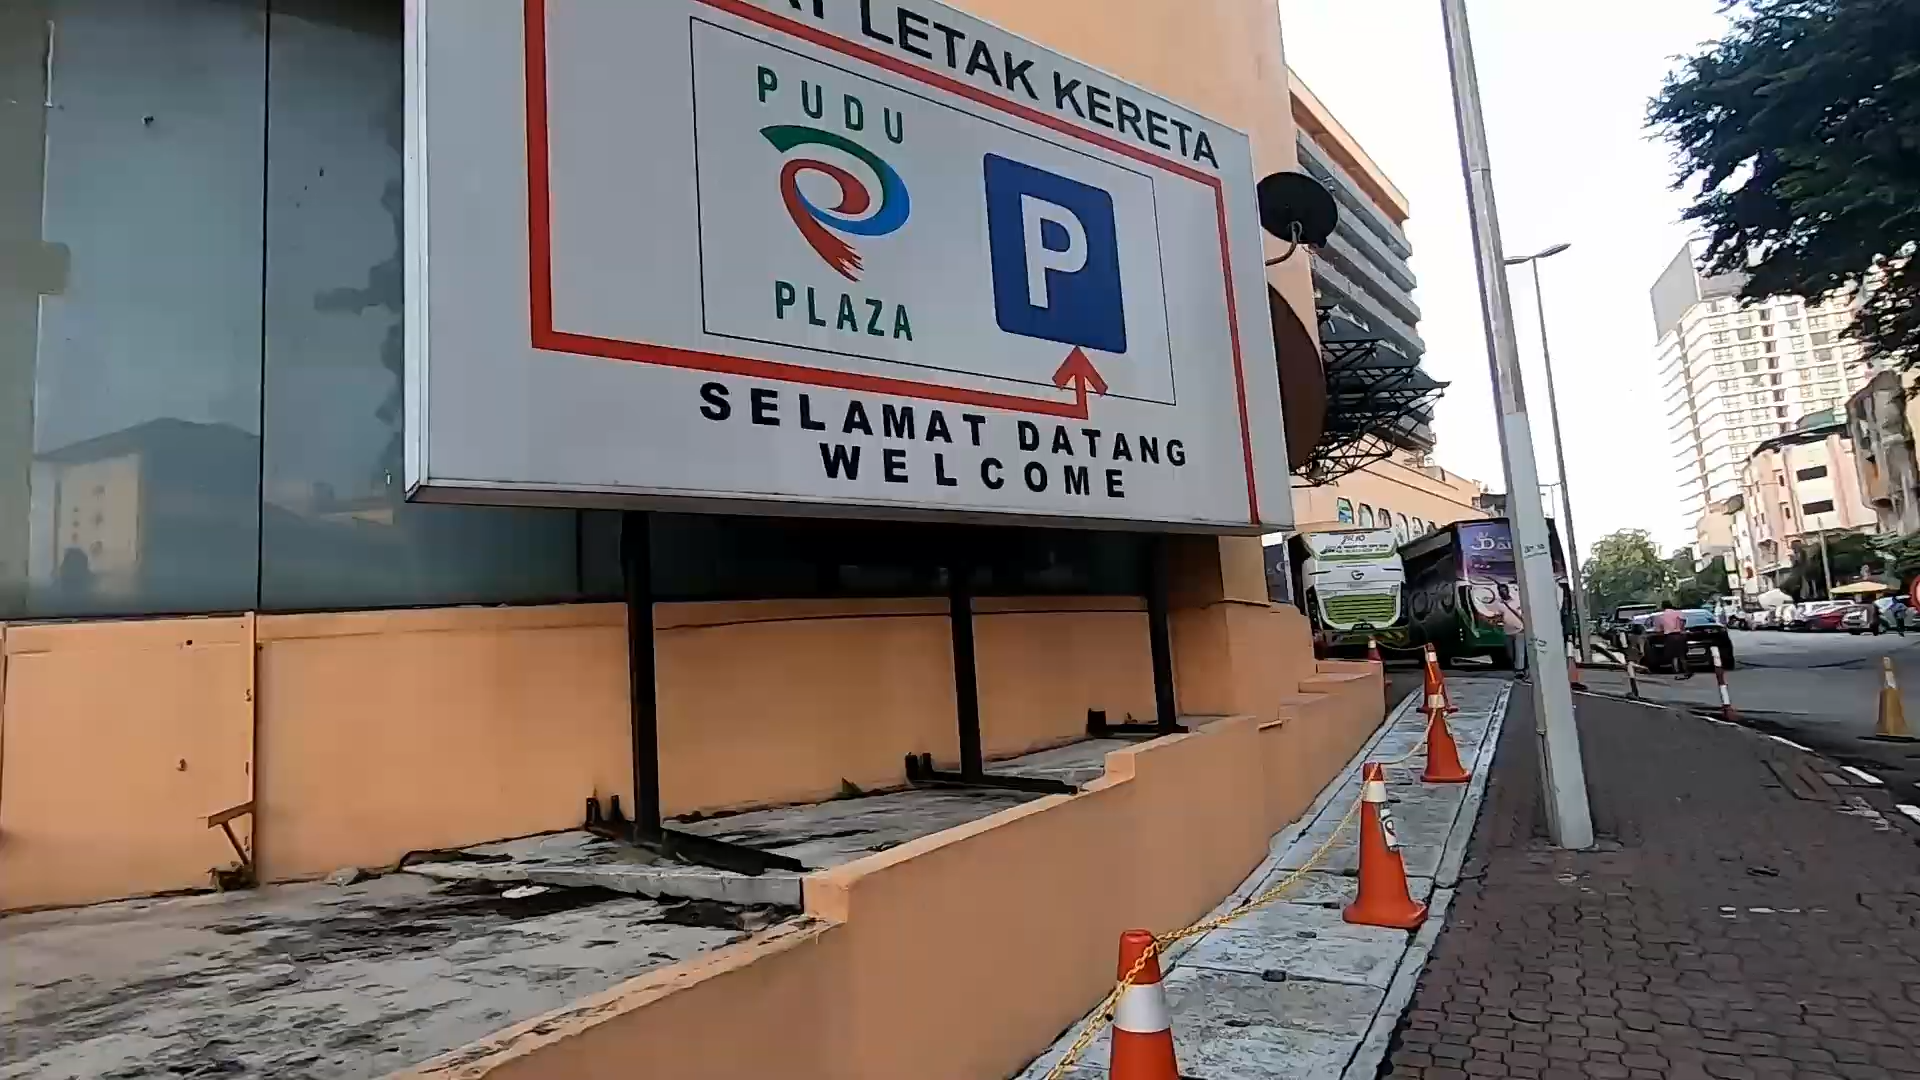 LETAK KERETA
PUDU
P
PLAZA
SELAMAT DATANG
WELCOME